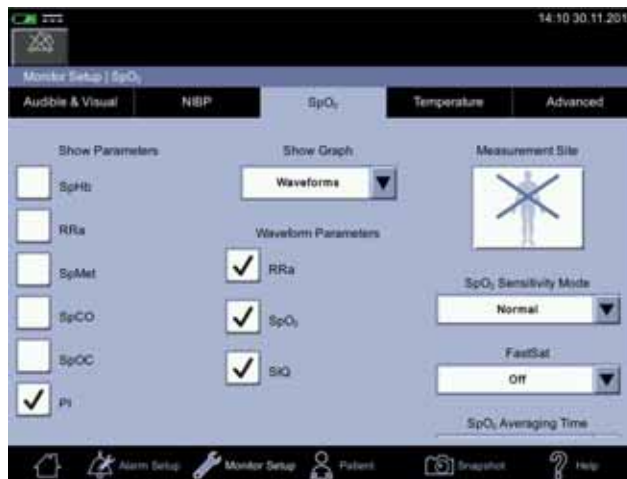 14:10 30.11.201
Monitor Setup | SpO₂
Audible & Visual
NIBP
SpO₂
Temperature
Advanced
Show Parameters
SpHb
RRa
SpMet
SpCO
SpOC
PI
Show Graph
Waveforms
Waveform Parameters
RRa
SpO₂
SIQ
Measurement Site
SpO₂ Sensitivity Mode
Normal
FastSat
Off
SpO₂ Averaging Time
Alarm Setup
Monitor Setup
Patient
Snapshot
Help